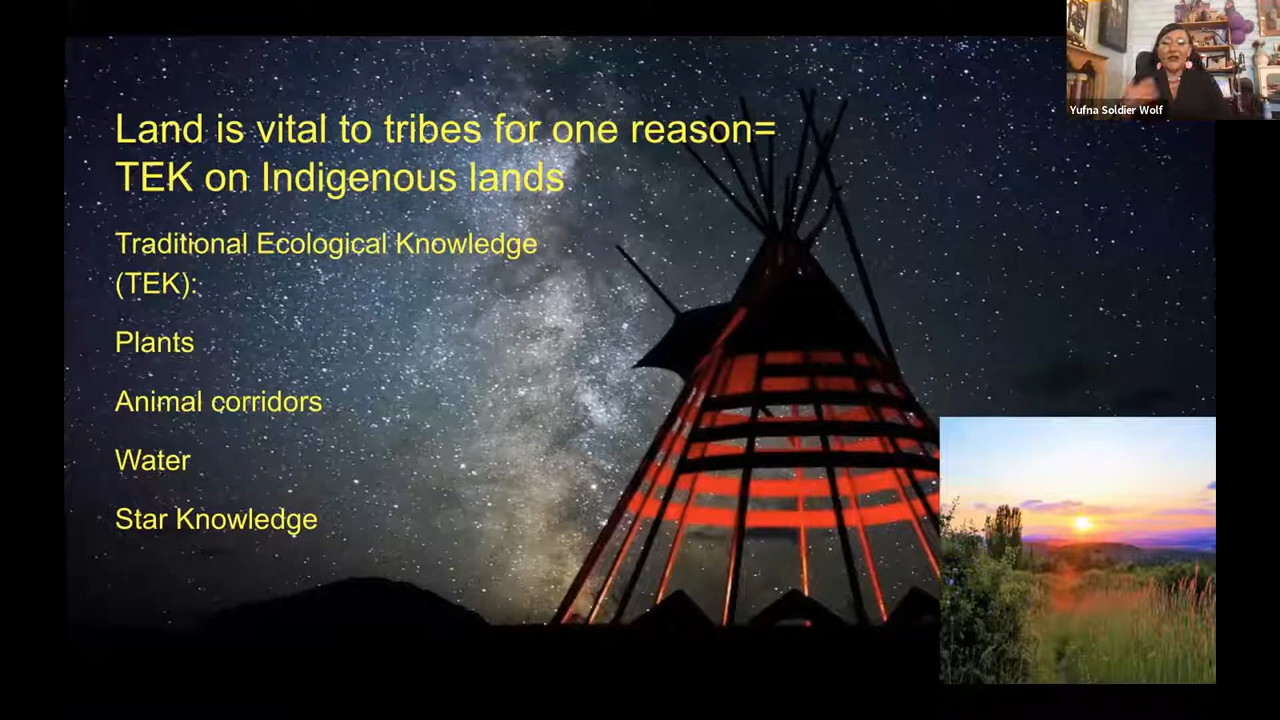 Land is vital to tribes for one reason=
TEK on Indigenous lands
Traditional Ecological Knowledge
(TEK):
Plants
Animal corridors
Water
Star Knowledge
Yufna Soldier Wolf